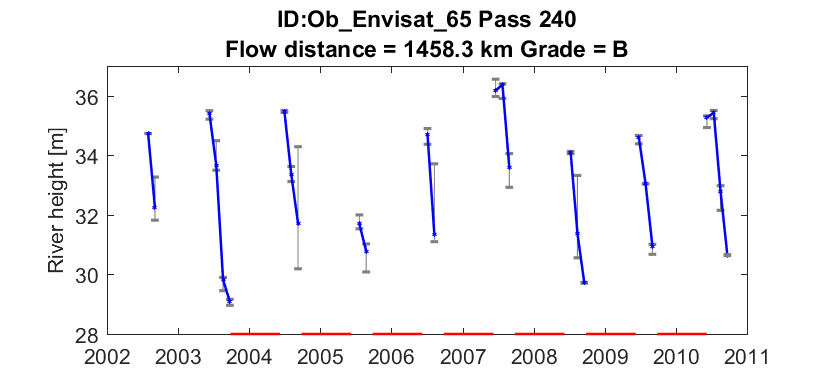 ID:Ob_Envisat_65 Pass 240
Flow distance = 1458.3 km Grade = B
River height [m]
36
34
32
30
28
2002 2003 2004 2005 2006 2007 2008 2009 2010 2011